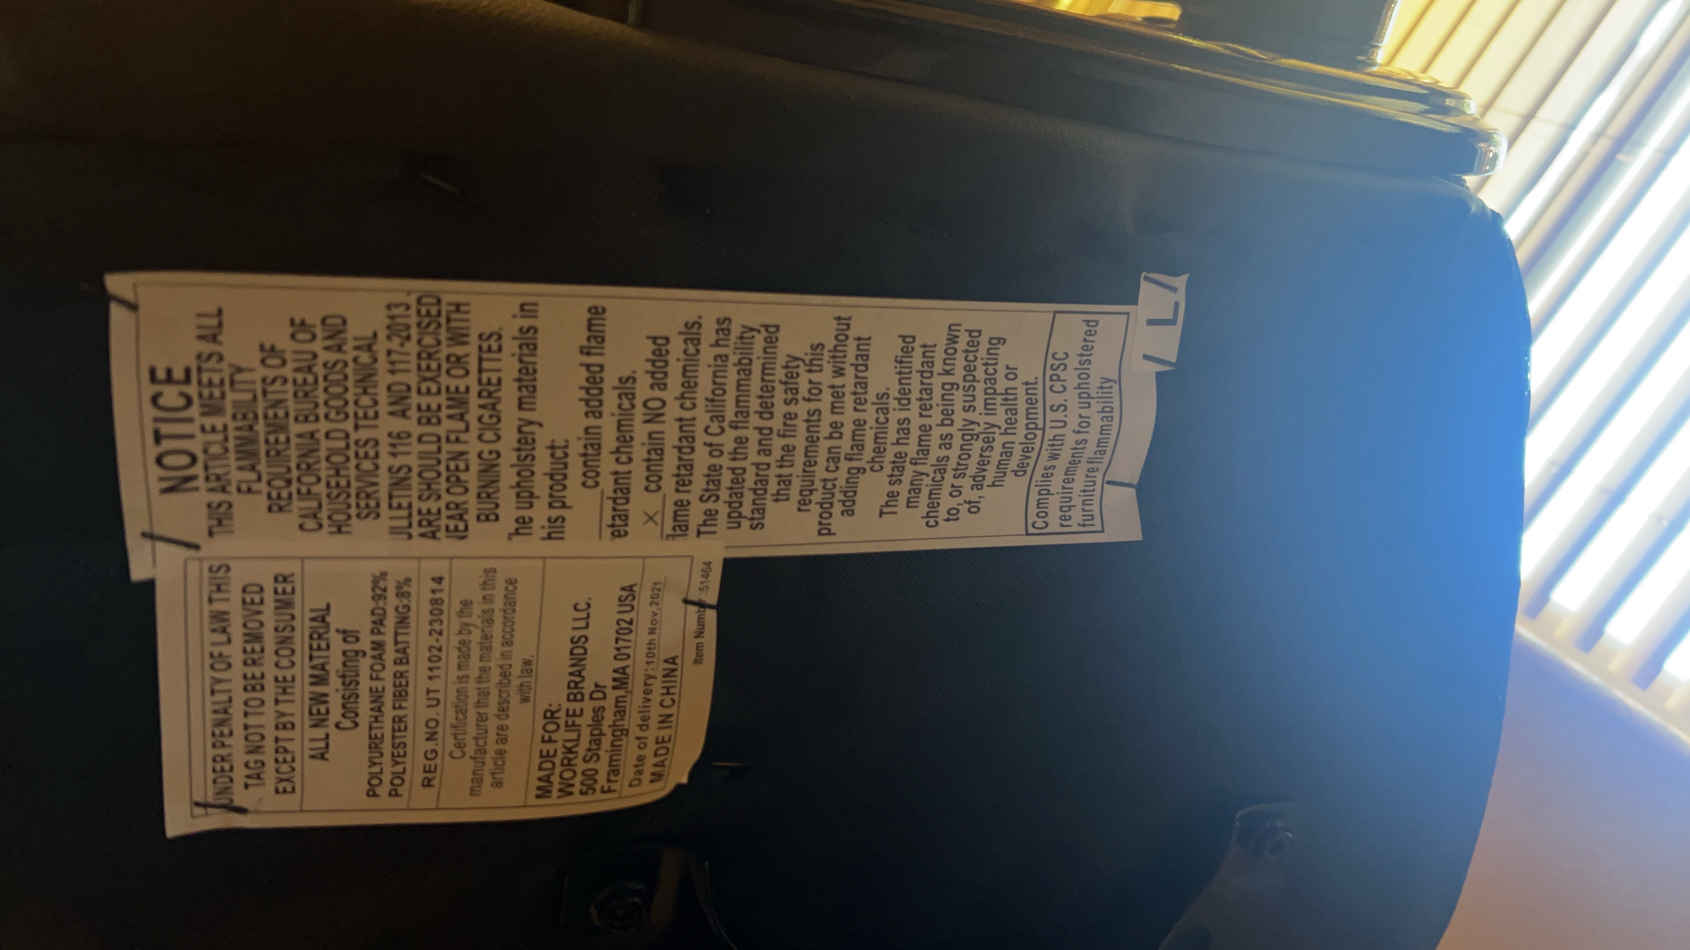 UNDER PENALTY OF LAW THIS
TAG NOT TO BE REMOVED
EXCEPT BY THE CONSUMER
ALL NEW MATERIAL
Consisting of
POLYURETHANE FOAM PAD:92%
POLYESTER FIBER BATTING:8%
REG.NO. UT 1102-230814
Certification is made by the
manufacturer that the materials in this
article are described in accordance
with law.
MADE FOR:
WORKLIFE BRANDS LLC.
500 Staples Dr
Framingham,MA 01702 USA
Date of delivery:10th Nov,2021
MADE IN CHINA
Item Numb :51464
NOTICE
THIS ARTICLE MEETS ALL
FLAMMABILITY
REQUIREMENTS OF
CALIFORNIA BUREAU OF
HOUSEHOLD GOODS AND
SERVICES TECHNICAL
ULLETINS 116 AND 117-2013.
ARE SHOULD BE EXERCISED
NEAR OPEN FLAME OR WITH
BURNING CIGARETTES.
The upholstery materials in
his product:
contain added flame
etardant chemicals.
X contain NO added
lame retardant chemicals.
The State of California has
updated the flammability
standard and determined
that the fire safety
requirements for this
product can be met without
adding flame retardant
chemicals.
The state has identified
many flame retardant
chemicals as being known
to, or strongly suspected
of, adversely impacting
human health or
development.
Complies with U.S. CPSC
requirements for upholstered
furniture flammability
/ L /